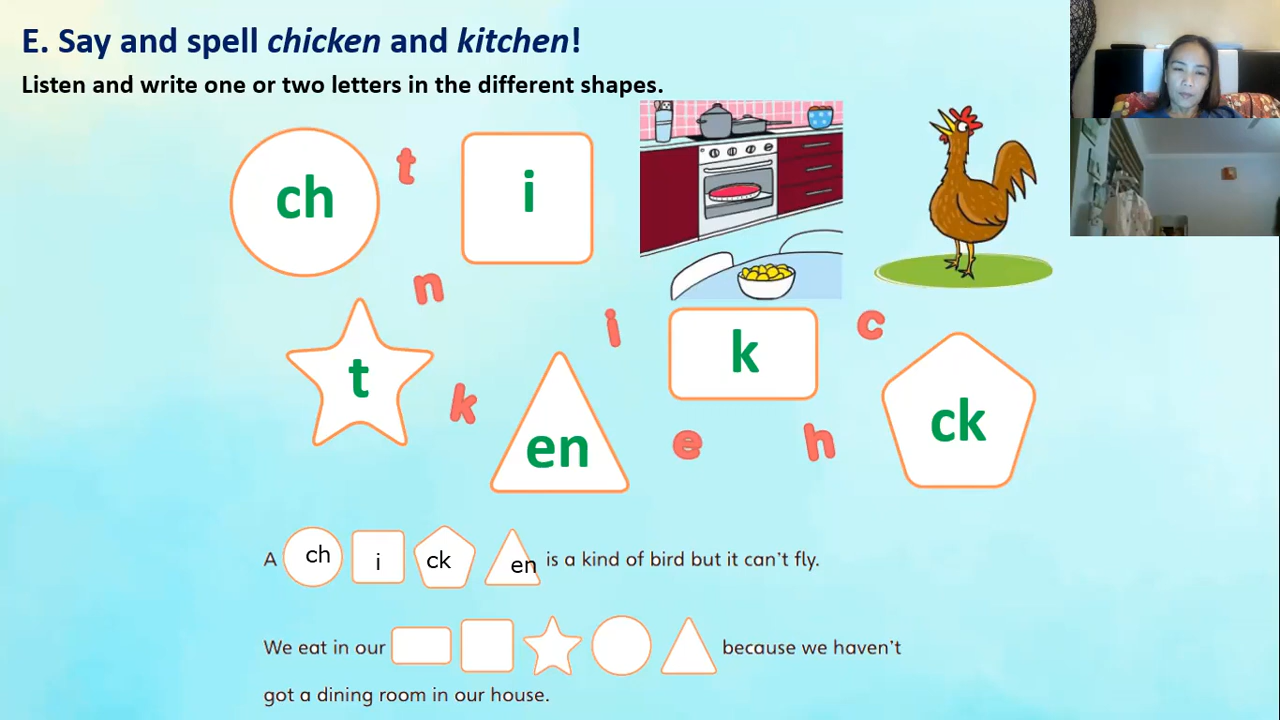 E. Say and spell chicken and kitchen!
Listen and write one or two letters in the different shapes.
ch t i
n
i k c
t
k en e h ck
A ch i ck en is a kind of bird but it can't fly.
We eat in our because we haven't
got a dining room in our house.